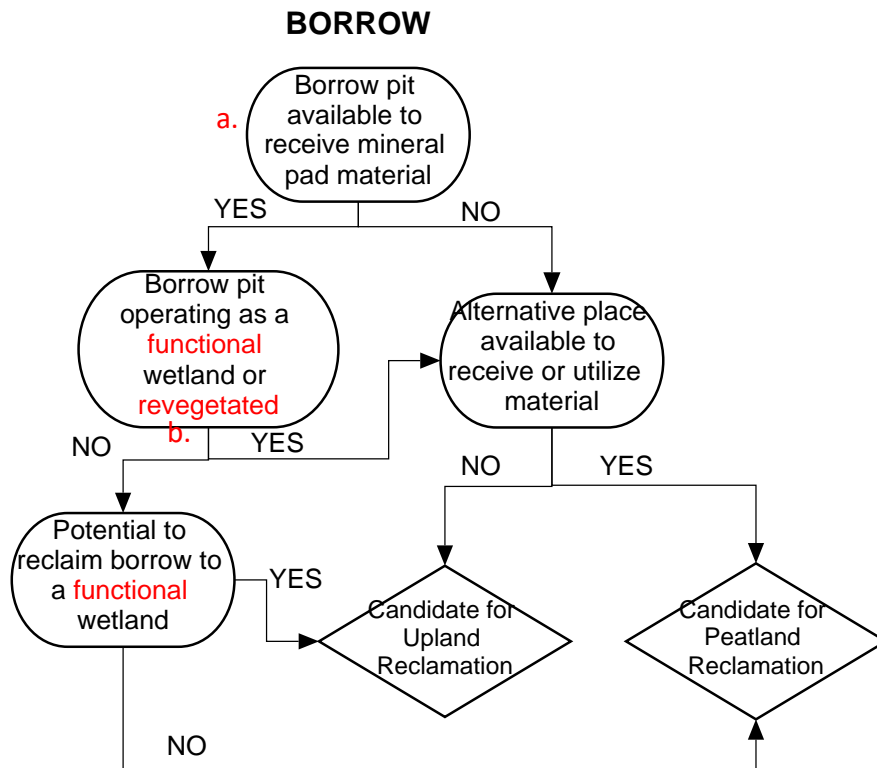 BORROW
a.
Borrow pit
available to
receive mineral
pad material
YES
NO
Borrow pit
operating as a
functional
wetland or
revegetated
b.
Alternative place
available to
receive or utilize
material
NO
YES
NO
YES
Potential to
reclaim borrow to
a functional
wetland
YES
Candidate for
Upland
Reclamation
Candidate for
Peatland
Reclamation
NO